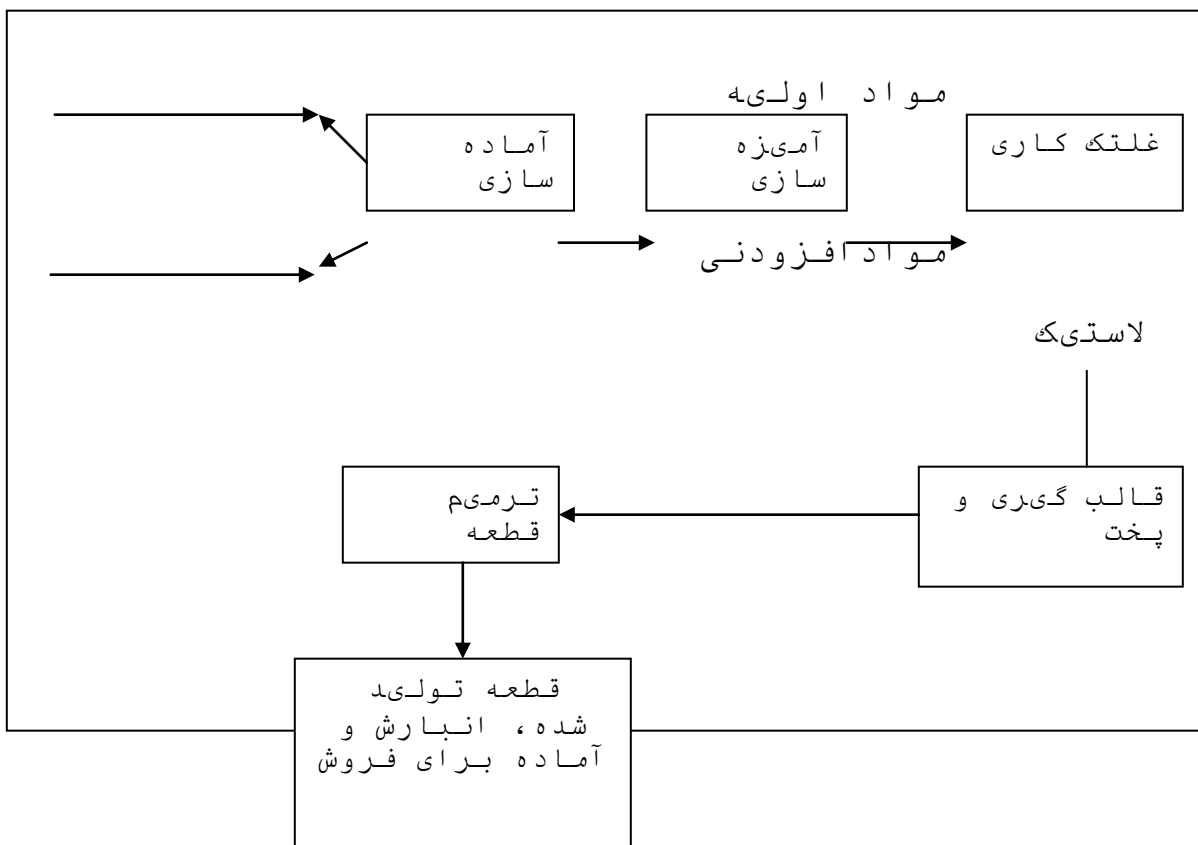 مواد اولیه
غلتک کاری
آمیزه
سازی
آماده
سازی
مواد افزودنی
لاستیک
قالب گیری و
پخت
ترمیم
قطعه
قطعه تولید
شده، انبارش و
آماده برای فروش